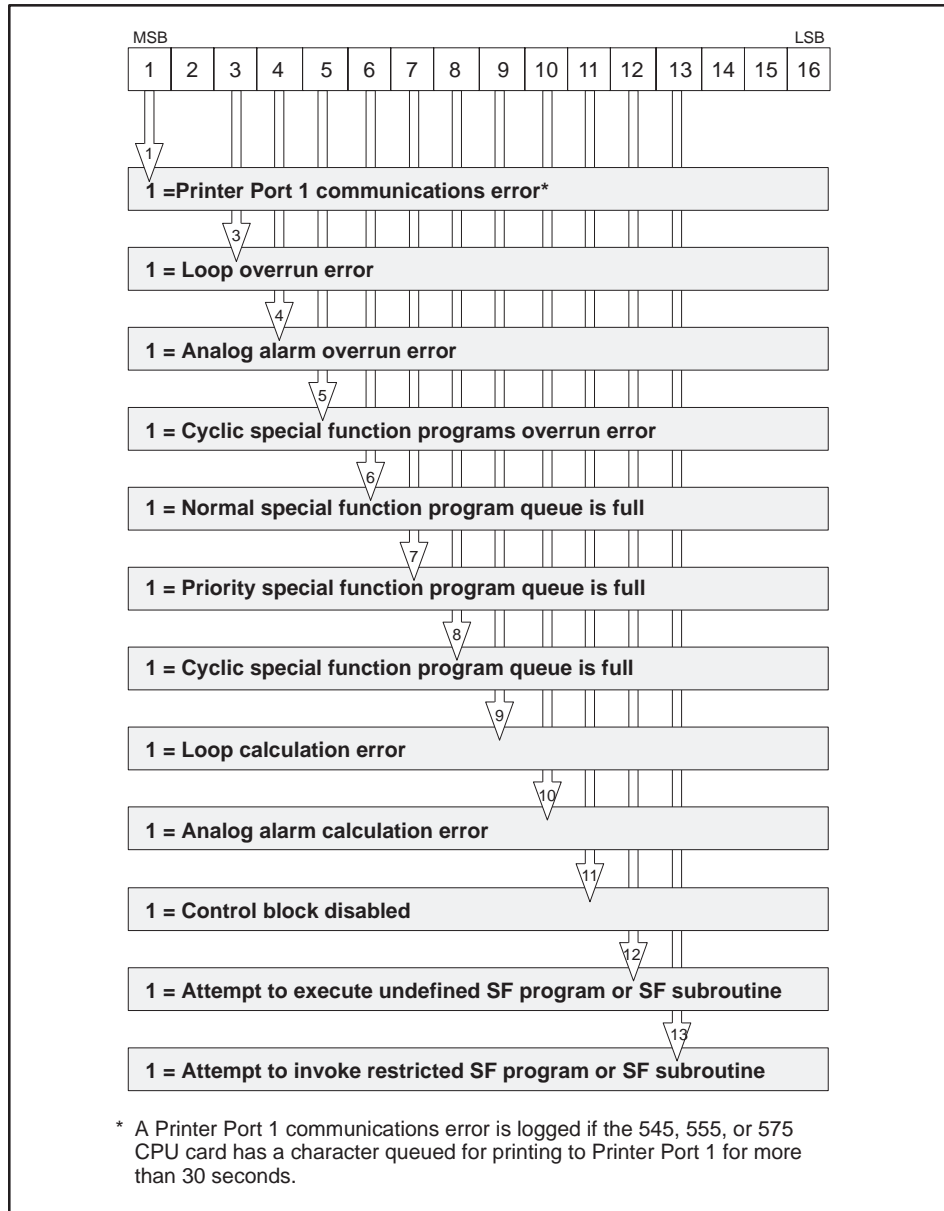 MSB LSB
1 2 3 4 5 6 7 8 9 10 11 12 13 14 15 16
1
1 =Printer Port 1 communications error*
3
1 = Loop overrun error
4
1 = Analog alarm overrun error
5
1 = Cyclic special function programs overrun error
6
1 = Normal special function program queue is full
7
1 = Priority special function program queue is full
8
1 = Cyclic special function program queue is full
9
1 = Loop calculation error
10
1 = Analog alarm calculation error
11
1 = Control block disabled
12
1 = Attempt to execute undefined SF program or SF subroutine
13
1 = Attempt to invoke restricted SF program or SF subroutine
* A Printer Port 1 communications error is logged if the 545, 555, or 575
CPU card has a character queued for printing to Printer Port 1 for more
than 30 seconds.